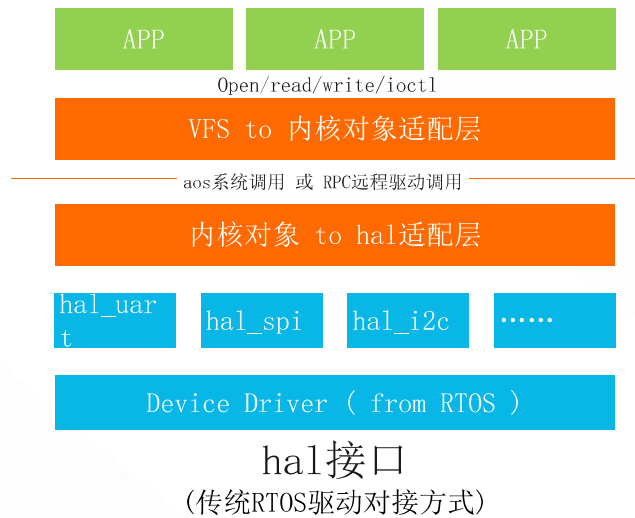 APP APP APP
Open/read/write/ioctl
VFS to 内核对象适配层
aos系统调用 或 RPC远程驱动调用
内核对象 to hal适配层
hal_uar
t
hal_spi
hal_i2c
……
Device Driver ( from RTOS )
hal接口
(传统RTOS驱动对接方式)